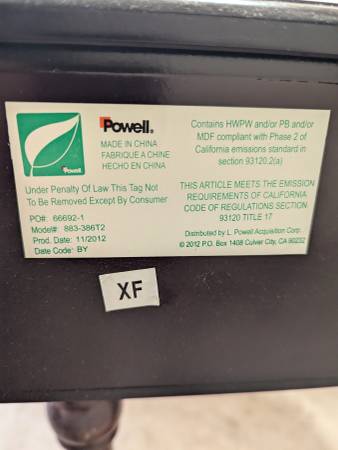 Powell®
MADE IN CHINA
FABRIQUE A CHINE
HECHO EN CHINA
Under Penalty Of Law This Tag Not
To Be Removed Except By Consumer
PO#: 66692-1
Model#: 883-386T2
Prod. Date: 11/2012
Date Code: BY
Contains HWPW and/or PB and/or
MDF compliant with Phase 2 of
California emissions standard in
section 93120.2(a)
THIS ARTICLE MEETS THE EMISSION
REQUIREMENTS OF CALIFORNIA
CODE OF REGULATIONS SECTION
93120 TITLE 17
Distributed by L. Powell Acquisition Corp.
© 2012 P.O. Box 1408 Culver City, CA 90232
XF